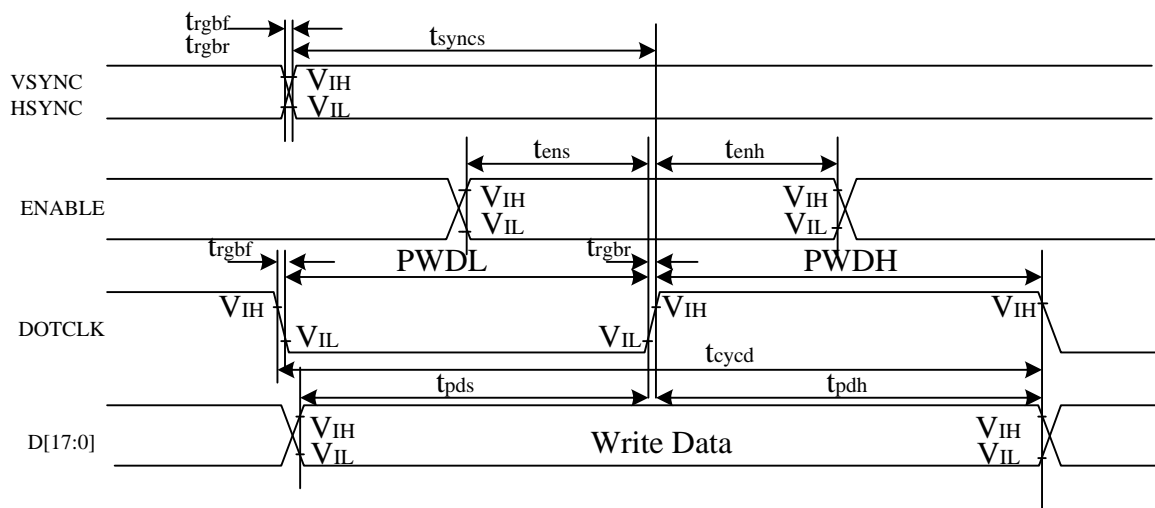 trgbf
trgbr
tsyncs
VSYNC
HSYNC
VIH
VIL
tens
tenh
ENABLE
VIH
VIL
VIH
VIL
trgbf
PWDL
trgbr
PWDH
DOTCLK
VIH
VIL
VIL
VIH
VIH
tcycd
tpds
tpdh
D[17:0]
VIH
VIL
Write Data
VIH
VIL